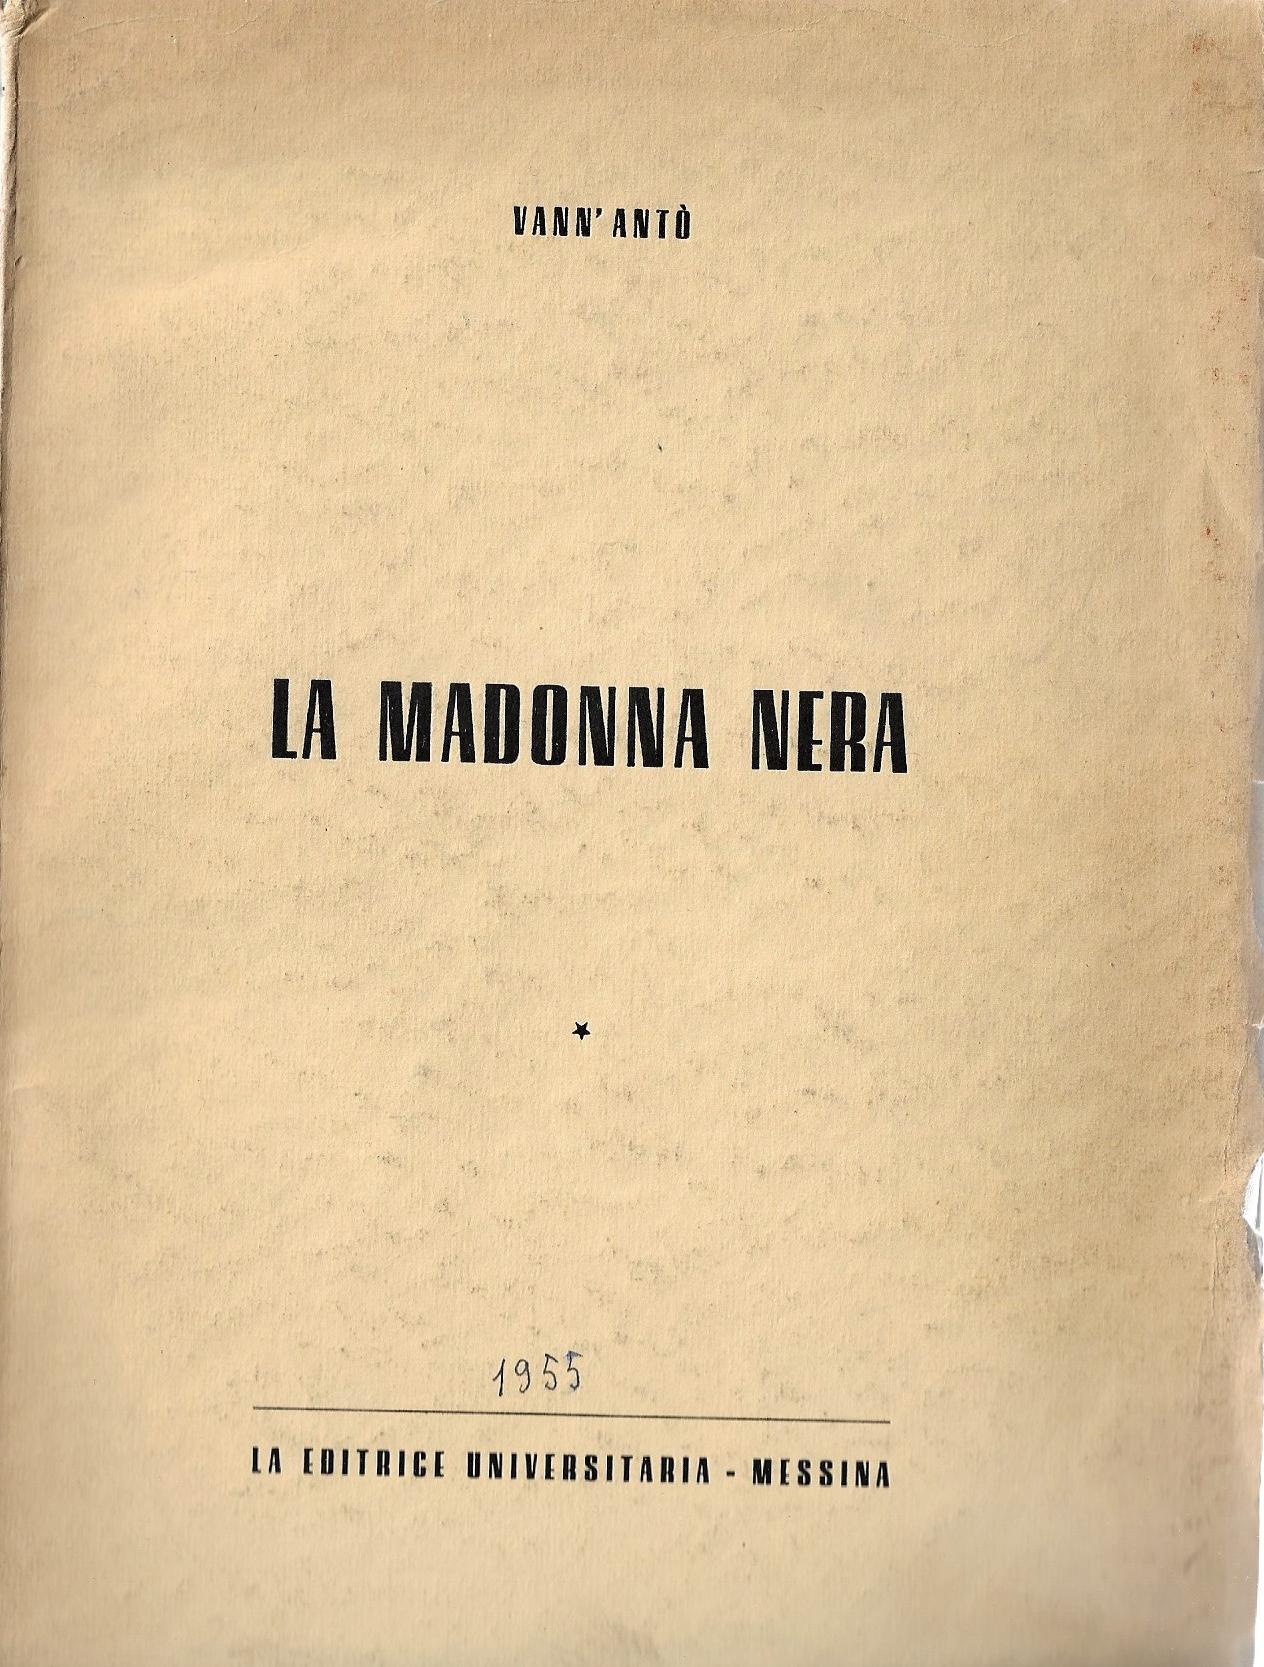 VANN'ANTÒ
LA MADONNA NERA
1955
LA EDITRICE UNIVERSITARIA - MESSINA